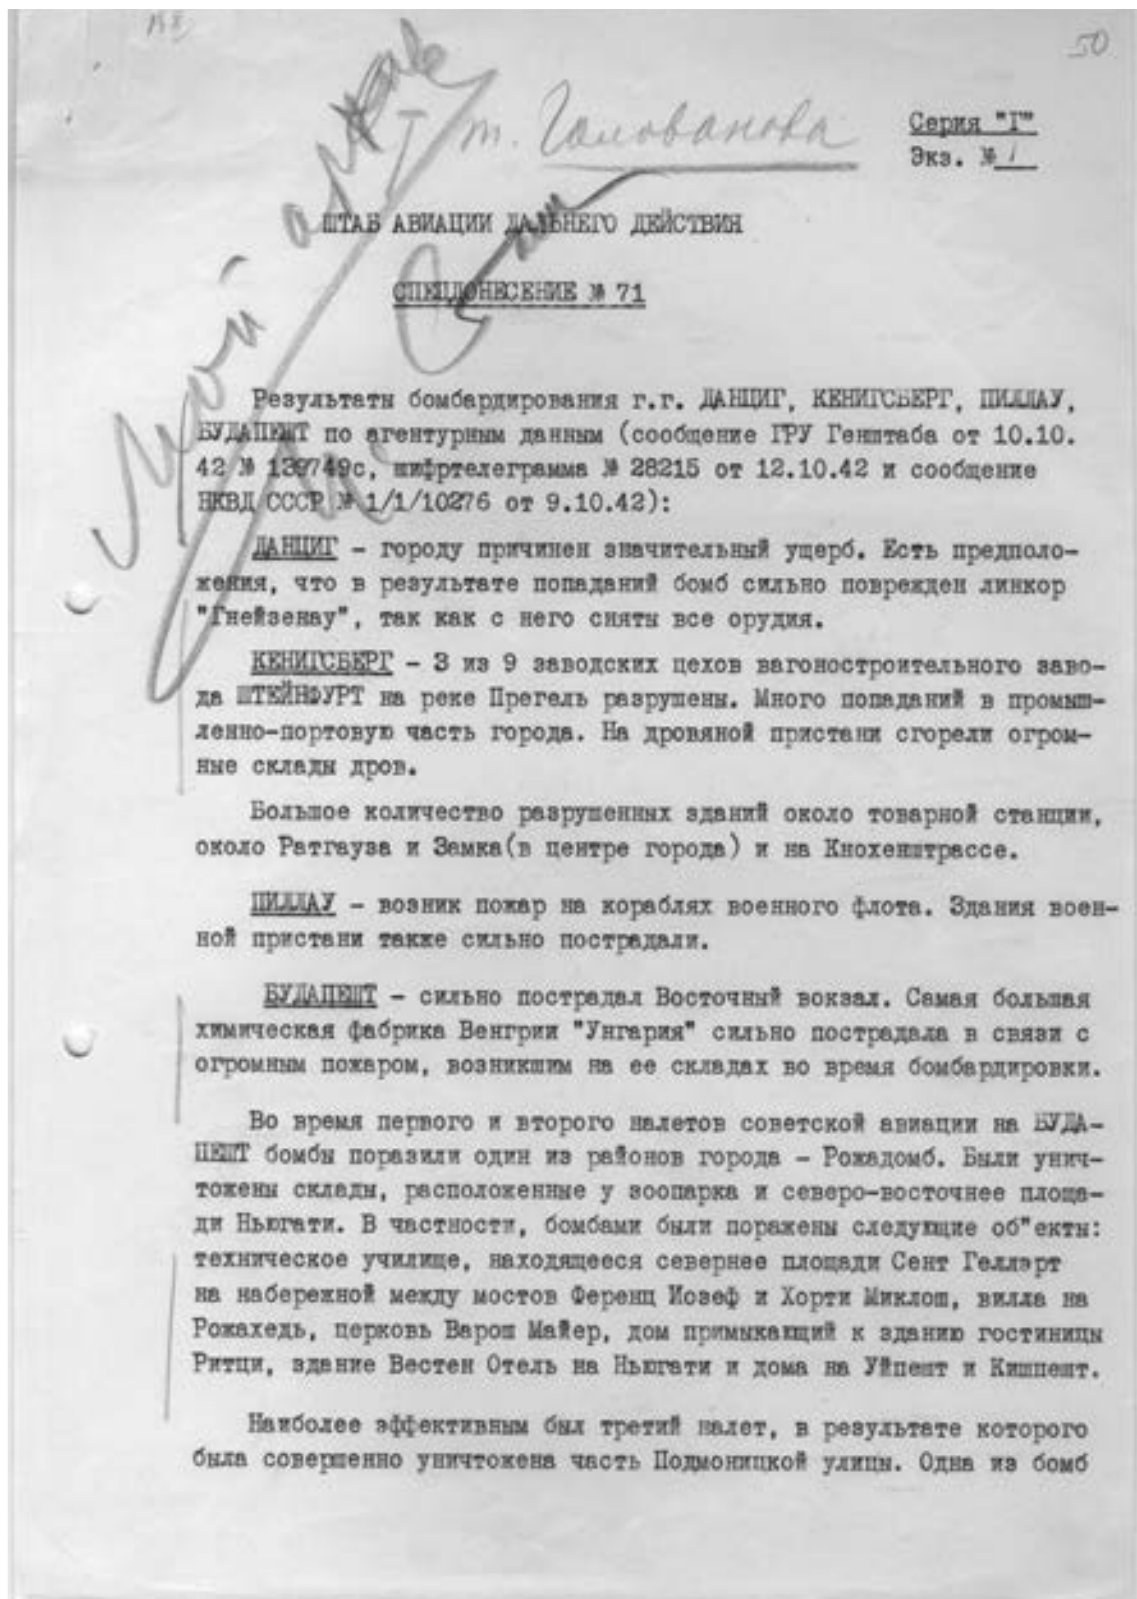 50
т. Голованова
Серия "Г"
Экз. № 1
Мой архив
ШТАБ АВИАЦИИ ДАЛЬНЕГО ДЕЙСТВИЯ
СПЕЦДОНЕСЕНИЕ № 71
Результаты бомбардирования г.г. ДАНЦИГ, КЕНИГСБЕРГ, ПИЛЛАУ,
БУДАПЕШТ по агентурным данным (сообщение ГРУ Генштаба от 10.10.
42 № 139749с, шифртелеграмма № 28215 от 12.10.42 и сообщение
НКВД СССР № 1/1/10276 от 9.10.42):
ДАНЦИГ - городу причинен значительный ущерб. Есть предполо-
жения, что в результате попаданий бомб сильно поврежден линкор
"Гнейзенау", так как с него сняты все орудия.
КЕНИГСБЕРГ - 3 из 9 заводских цехов вагоностроительного заво-
да ШТЕЙНФУРТ на реке Прегель разрушены. Много попаданий в промыш-
ленно-портовую часть города. На дровяной пристани сгорели огром-
ные склады дров.
Большое количество разрушенных зданий около товарной станции,
около Ратгауза и Замка(в центре города) и на Кнохенштрассе.
ПИЛЛАУ - возник пожар на кораблях военного флота. Здания воен-
ной пристани также сильно пострадали.
БУДАПЕШТ - сильно пострадал Восточный вокзал. Самая большая
химическая фабрика Венгрии "Унгария" сильно пострадала в связи с
огромным пожаром, возникшим на ее складах во время бомбардировки.
Во время первого и второго налетов советской авиации на БУДА-
ПЕШТ бомбы поразили один из районов города - Рожадомб. Были унич-
тожены склады, расположенные у зоопарка и северо-восточнее площа-
ди Ньюгати. В частности, бомбами были поражены следующие об"екты:
техническое училище, находящееся севернее площади Сент Геллэрт
на набережной между мостов Ференц Иозеф и Хорти Миклош, вилла на
Рожахедь, церковь Варош Майер, дом примыкающий к зданию гостиницы
Ритци, здание Вестен Отель на Ньюгати и дома на Уйпешт и Кишпешт.
Наиболее эффективным был третий налет, в результате которого
была совершенно уничтожена часть Подмоницкой улицы. Одна из бомб